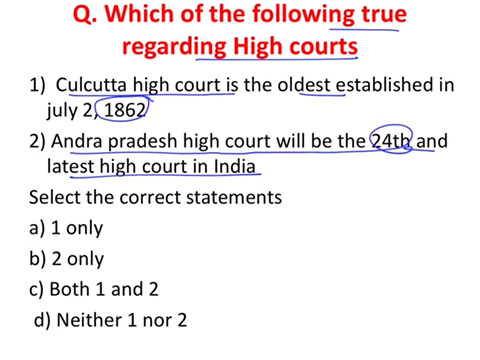 Q. Which of the following true
regarding High courts
1) Culcutta high court is the oldest established in
july 2, 1862
2) Andra pradesh high court will be the 24th and
latest high court in India
Select the correct statements
a) 1 only
b) 2 only
c) Both 1 and 2
d) Neither 1 nor 2